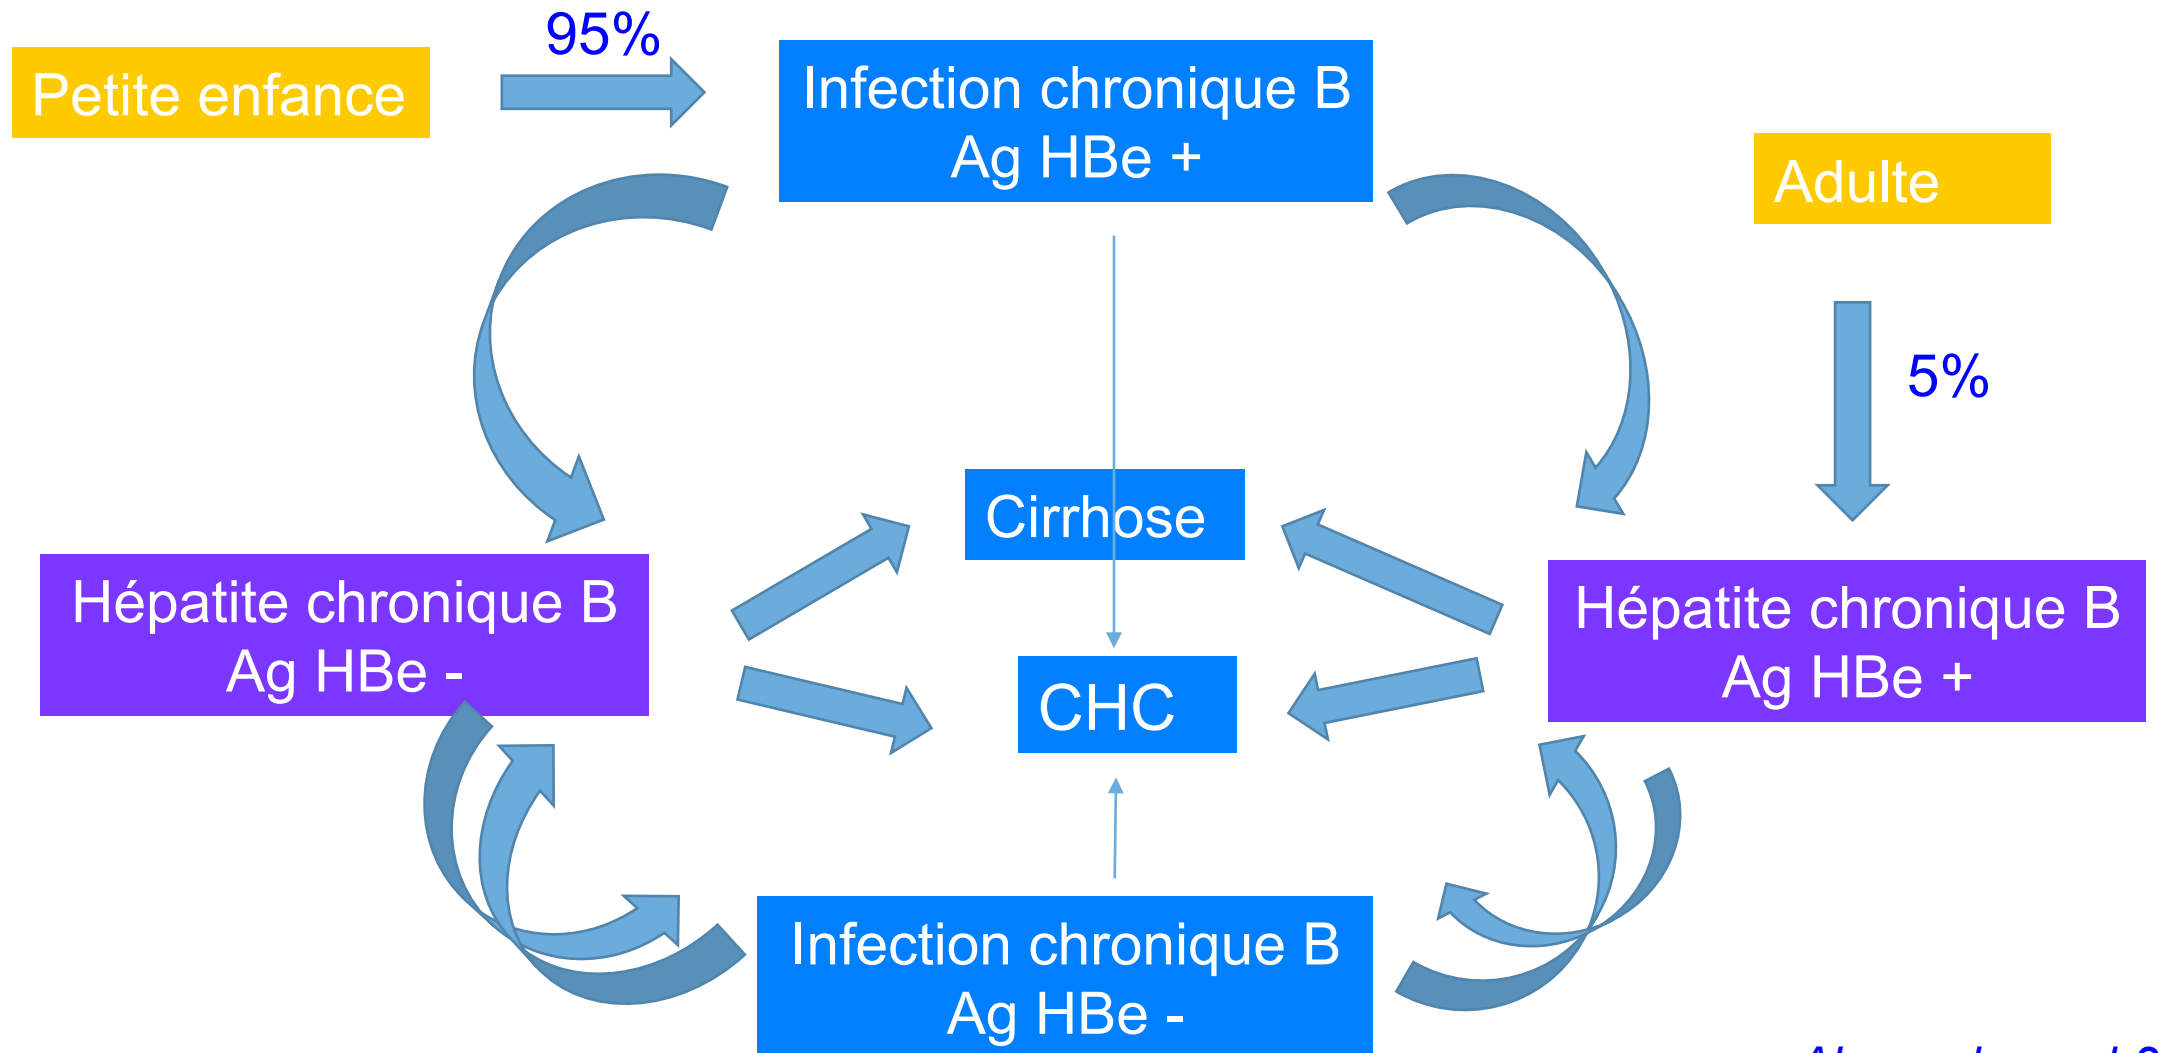 95%
Petite enfance
Infection chronique B
Ag HBe +
Adulte
5%
Cirrhose
Hépatite chronique B
Ag HBe -
Hépatite chronique B
Ag HBe +
CHC
Infection chronique B
Ag HBe -